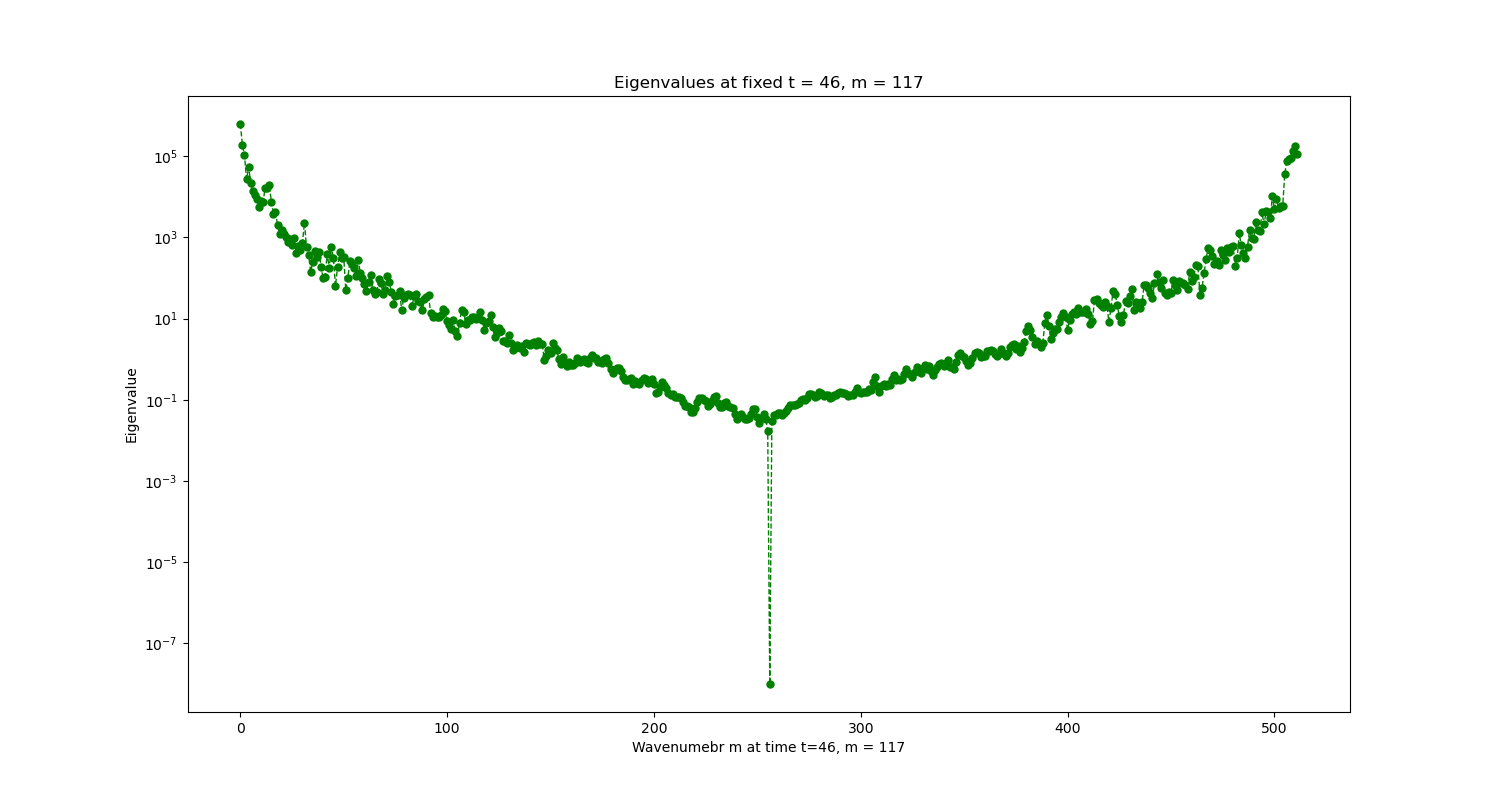 Eigenvalues at fixed t = 46, m = 117
Eigenvalue
10^5
10^3
10^1
10^-1
10^-3
10^-5
10^-7
0 100 200 300 400 500
Wavenumebr m at time t=46, m = 117